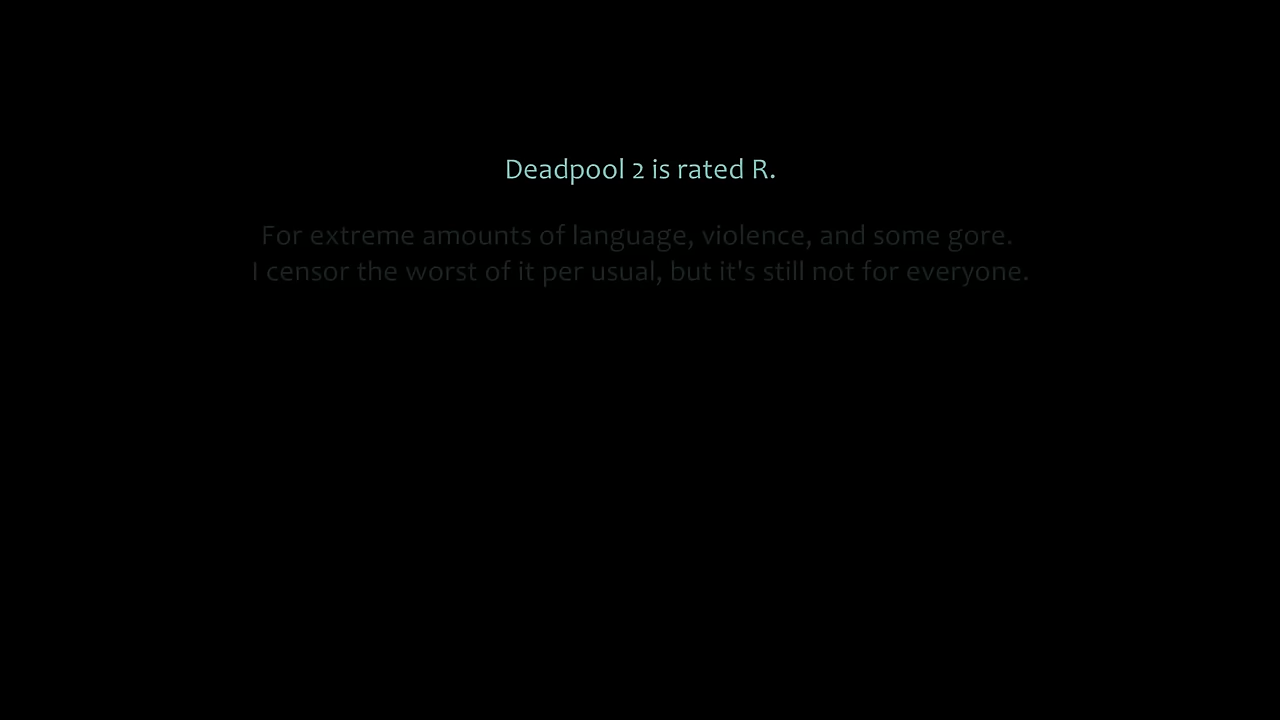 Deadpool 2 is rated R.
For extreme amounts of language, violence, and some gore.
I censor the worst of it per usual, but it's still not for everyone.